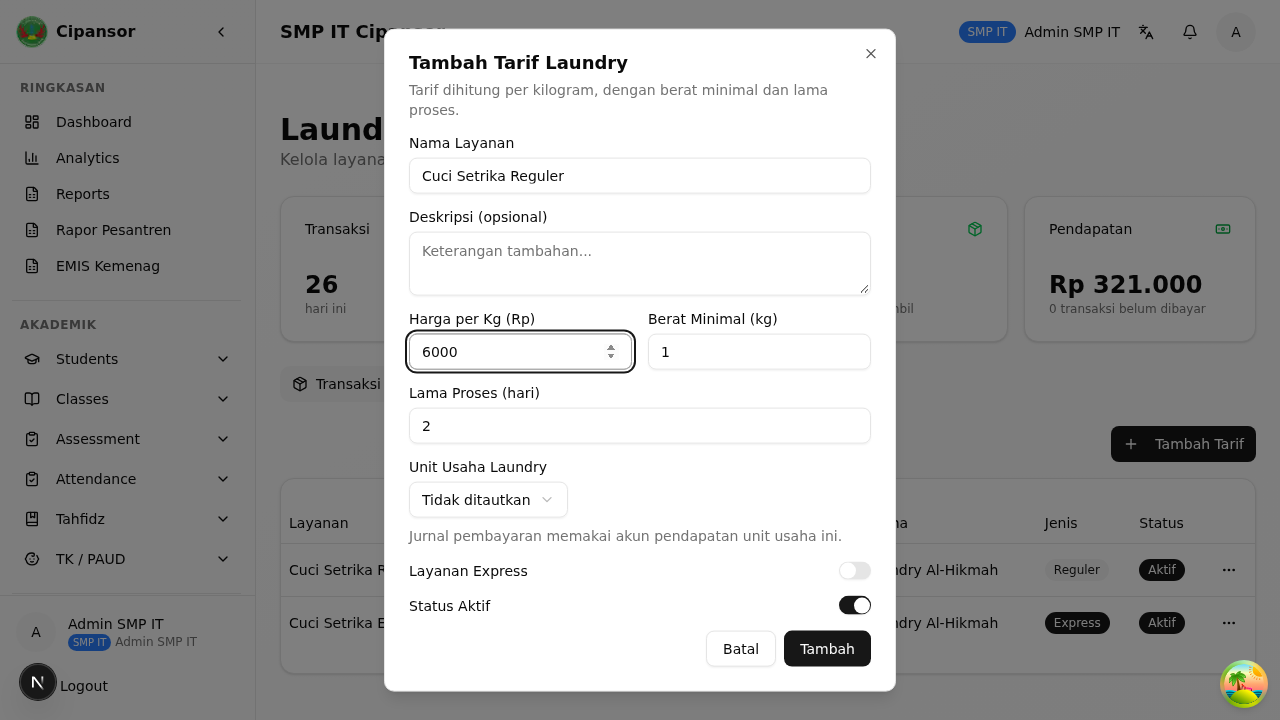 Cipansor
SMP IT
Admin SMP IT
A
RINGKASAN
Dashboard
Analytics
Reports
Rapor Pesantren
EMIS Kemenag
AKADEMIK
Students
Classes
Assessment
Attendance
Tahfidz
TK / PAUD
A
Admin SMP IT
SMP IT Admin SMP IT
N
Logout
SMP IT
Laund
Kelola layana
Transaksi
26
hari ini
Pendapatan
Rp 321.000
0 transaksi belum dibayar
Transaksi
Tambah Tarif
Layanan
Jenis
Status
Cuci Setrika
Al-Hikmah
Reguler
Aktif
Cuci Setrika
Al-Hikmah
Express
Aktif
Tambah Tarif Laundry
Tarif dihitung per kilogram, dengan berat minimal dan lama
proses.
Nama Layanan
Cuci Setrika Reguler
Deskripsi (opsional)
Keterangan tambahan...
Harga per Kg (Rp)
Berat Minimal (kg)
6000
1
Lama Proses (hari)
2
Unit Usaha Laundry
Tidak ditautkan
Jurnal pembayaran memakai akun pendapatan unit usaha ini.
Layanan Express
Status Aktif
Batal
Tambah